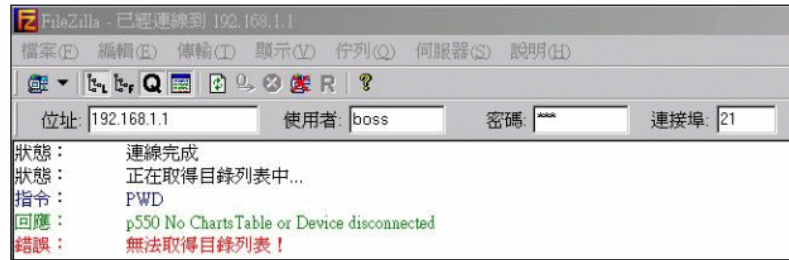 FileZilla - 已經連線到 192.168.1.1
檔案(F) 編輯(E) 傳輸(T) 顯示(V) 佇列(Q) 伺服器(S) 說明(H)
位址: 192.168.1.1 使用者: boss 密碼: *** 連接埠: 21
狀態： 連線完成
狀態： 正在取得目錄列表中...
指令： PWD
回應： p550 No ChartsTable or Device disconnected
錯誤： 無法取得目錄列表！